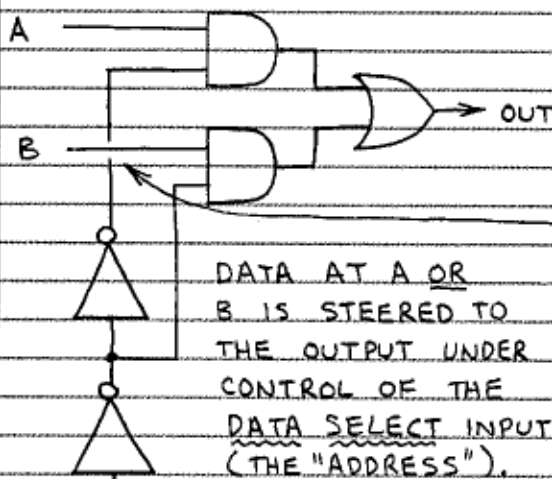 A
OUT
B
DATA AT A OR
B IS STEERED TO
THE OUTPUT UNDER
CONTROL OF THE
DATA SELECT INPUT
(THE "ADDRESS").